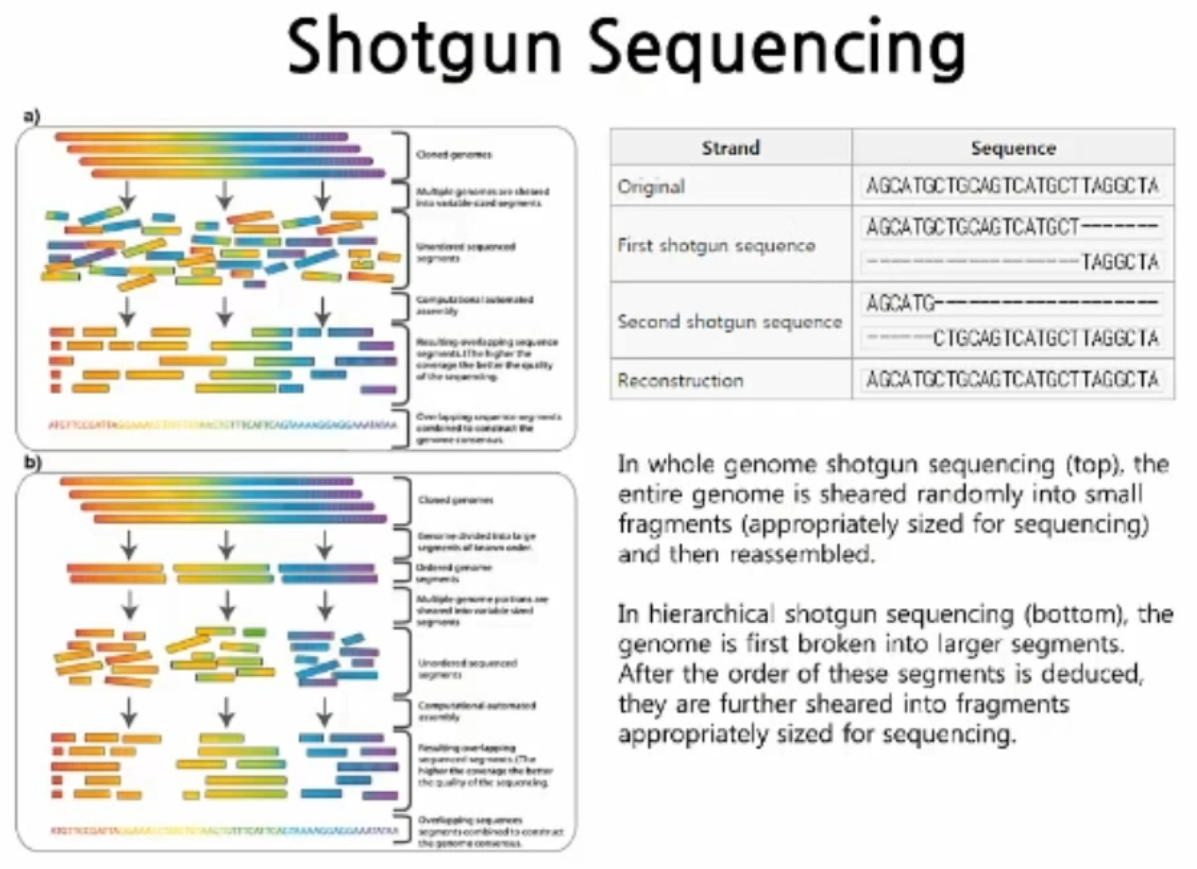 Shotgun Sequencing
a)
Cloned genomes
Multiple genomes are sheared
into variable sized segments
Unordered sequenced
segments
Computational automated
assembly
Resulting overlapping sequence
segments. (The higher the
coverage the better the quality
of the sequencing.
Overlapping sequence segments
combined to construct the
genome consensus.
b)
Cloned genomes
Genome divided into large
segments of known order.
Ordered genome
segments
Multiple genome portions are
sheared into variable sized
segments
Unordered sequenced
segments
Computational automated
assembly
Resulting overlapping
sequenced segments. (The
higher the coverage the better
the quality of the sequencing.
Overlapping sequences
segments combined to construct
the genome consensus.
Strand Sequence
Original AGCATGCTGCAGTCATGCTTAGGCTA
First shotgun sequence
AGCATGCTGCAGTCATGCT-------
-------------------TAGGCTA
Second shotgun sequence
AGCATG--------------------
------CTGCAGTCATGCTTAGGCTA
Reconstruction AGCATGCTGCAGTCATGCTTAGGCTA
In whole genome shotgun sequencing (top), the
entire genome is sheared randomly into small
fragments (appropriately sized for sequencing)
and then reassembled.
In hierarchical shotgun sequencing (bottom), the
genome is first broken into larger segments.
After the order of these segments is deduced,
they are further sheared into fragments
appropriately sized for sequencing.